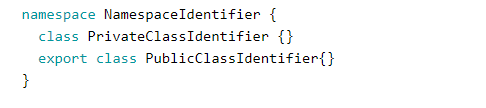 namespace NamespaceIdentifier {
  class PrivateClassIdentifier {}
  export class PublicClassIdentifier{}
}